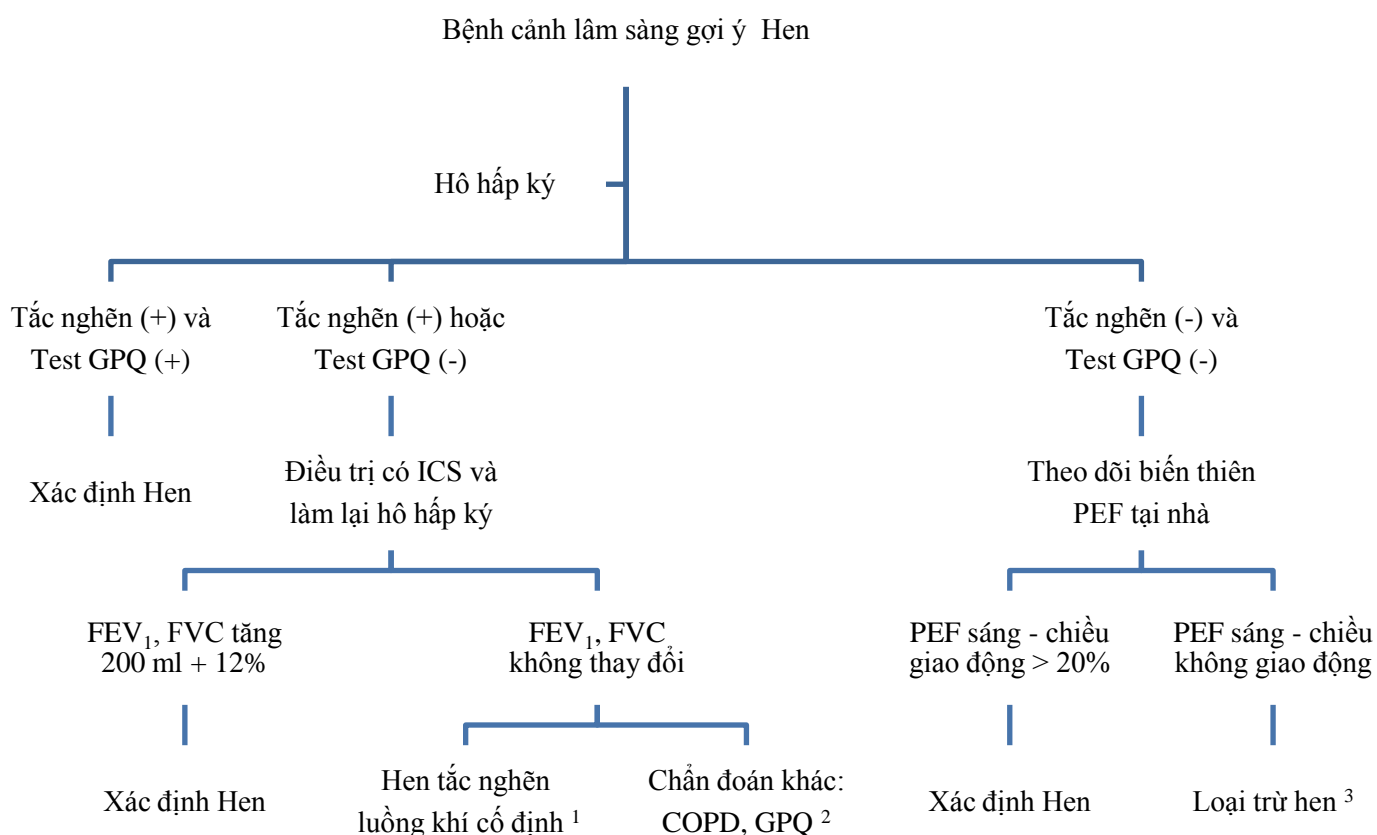 Bệnh cảnh lâm sàng gợi ý Hen
Hô hấp ký
Tắc nghẽn (+) và
Test GPQ (+)
Tắc nghẽn (+) hoặc
Test GPQ (-)
Tắc nghẽn (-) và
Test GPQ (-)
Xác định Hen
Điều trị có ICS và
làm lại hô hấp ký
Theo dõi biến thiên
PEF tại nhà
FEV₁, FVC tăng
200 ml + 12%
FEV₁, FVC
không thay đổi
PEF sáng - chiều
giao động > 20%
PEF sáng - chiều
không giao động
Xác định Hen
Hen tắc nghẽn
luồng khí cố định ¹
Chẩn đoán khác:
COPD, GPQ ²
Xác định Hen
Loại trừ hen ³